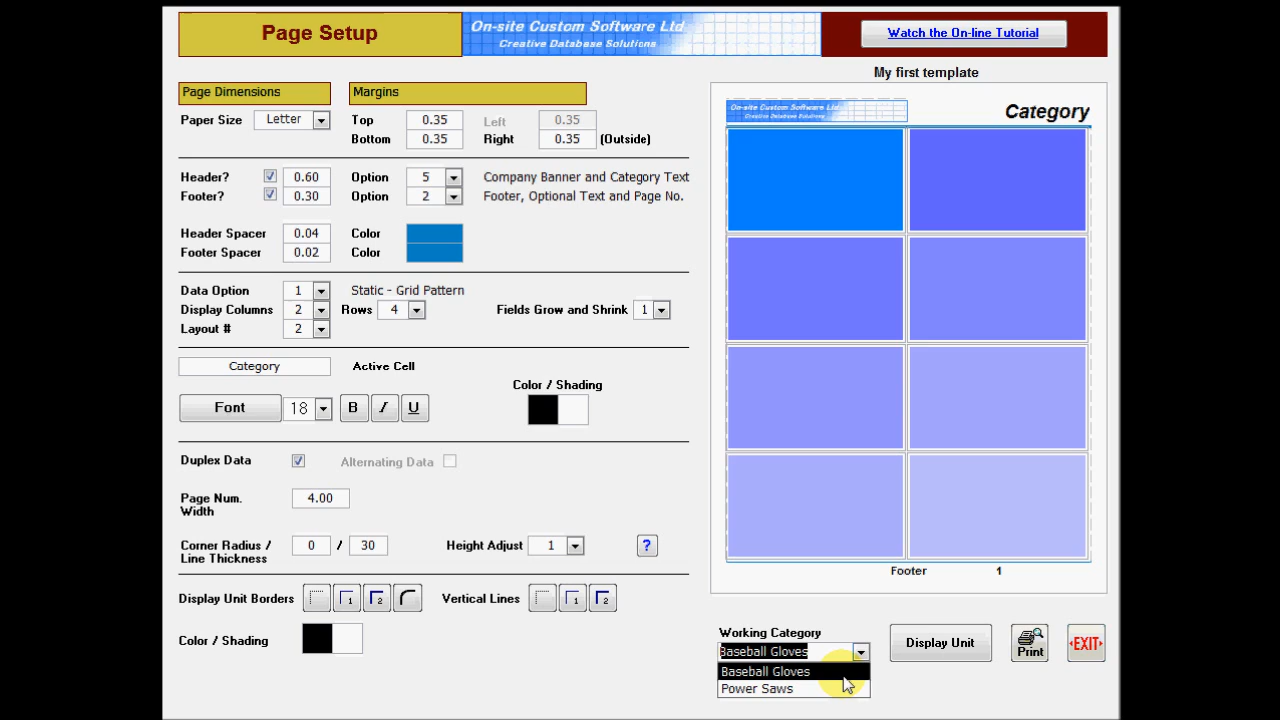 Page Setup
On-site Custom Software Ltd
Creative Database Solutions
Watch the On-line Tutorial
My first template
Page Dimensions
Margins
Paper Size Letter
Top 0.35 Left 0.35
Bottom 0.35 Right 0.35 (Outside)
Header? 0.60 Option 5 Company Banner and Category Text
Footer? 0.30 Option 2 Footer, Optional Text and Page No.
Header Spacer 0.04 Color
Footer Spacer 0.02 Color
Data Option 1 Static - Grid Pattern
Display Columns 2 Rows 4 Fields Grow and Shrink 1
Layout # 2
Category Active Cell
Color / Shading
Font 18 B I U
Duplex Data Alternating Data
Page Num. Width 4.00
Corner Radius / Line Thickness 0 / 30 Height Adjust 1 ?
Display Unit Borders 1 2 Vertical Lines 1 2
Color / Shading
On-site Custom Software Ltd
Creative Database Solutions
Category
Footer 1
Working Category
Baseball Gloves
Baseball Gloves
Power Saws
Display Unit
Print
EXIT